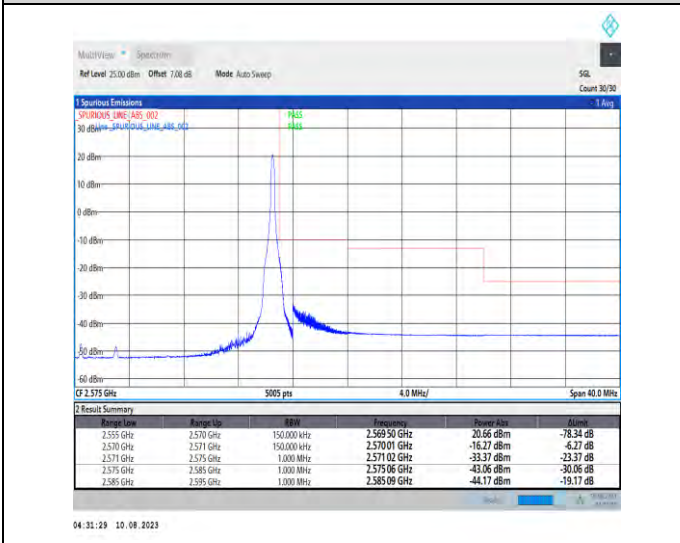 MultiView Spectrum
Ref Level 25.00 dBm Offset 7.08 dB Mode Auto Sweep SGL
Count 30/30
1 Spurious Emissions 1 Avg
_SPURIOUS_LINE_ABS_002 PASS
Line _SPURIOUS_LINE_ABS_002 PASS
30 dBm
20 dBm
10 dBm
0 dBm
-10 dBm
-20 dBm
-30 dBm
-40 dBm
-50 dBm
-60 dBm
CF 2.575 GHz 5005 pts 4.0 MHz/ Span 40.0 MHz
2 Result Summary
Range Low Range Up RBW Frequency Power Abs ΔLimit
2.555 GHz 2.570 GHz 150.000 kHz 2.569 50 GHz 20.66 dBm -78.34 dB
2.570 GHz 2.571 GHz 150.000 kHz 2.570 01 GHz -16.27 dBm -6.27 dB
2.571 GHz 2.575 GHz 1.000 MHz 2.571 02 GHz -33.37 dBm -23.37 dB
2.575 GHz 2.585 GHz 1.000 MHz 2.575 06 GHz -43.06 dBm -30.06 dB
2.585 GHz 2.595 GHz 1.000 MHz 2.585 09 GHz -44.17 dBm -19.17 dB
04:31:29 10.08.2023